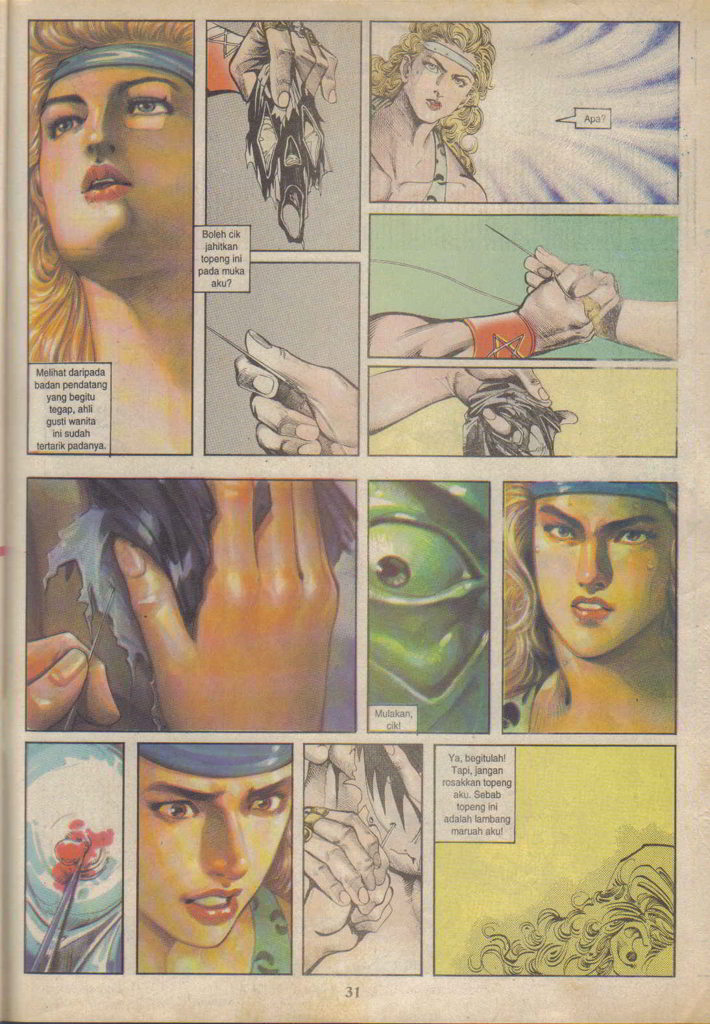 Melihat daripada
badan pendatang
yang begitu
tegap, ahli
gusti wanita
ini sudah
tertarik padanya.
Boleh cik
jahitkan
topeng ini
pada muka
aku?
Apa?
Mulakan,
cik!
Ya, begitulah!
Tapi, jangan
rosakkan topeng
aku. Sebab
topeng ini
adalah lambang
maruah aku!
31